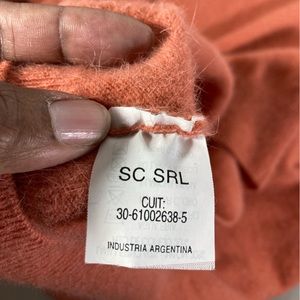 SC SRL
CUIT:
30-61002638-5
INDUSTRIA ARGENTINA